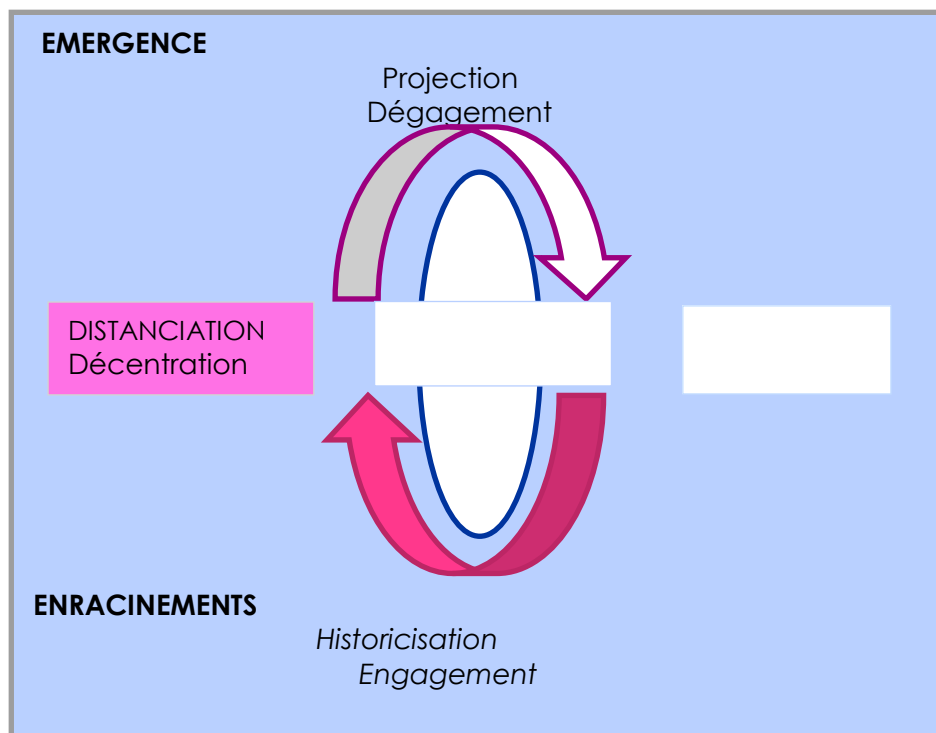 EMERGENCE
Projection
Dégagement
DISTANCIATION
Décentration
ENRACINEMENTS
Historicisation
Engagement